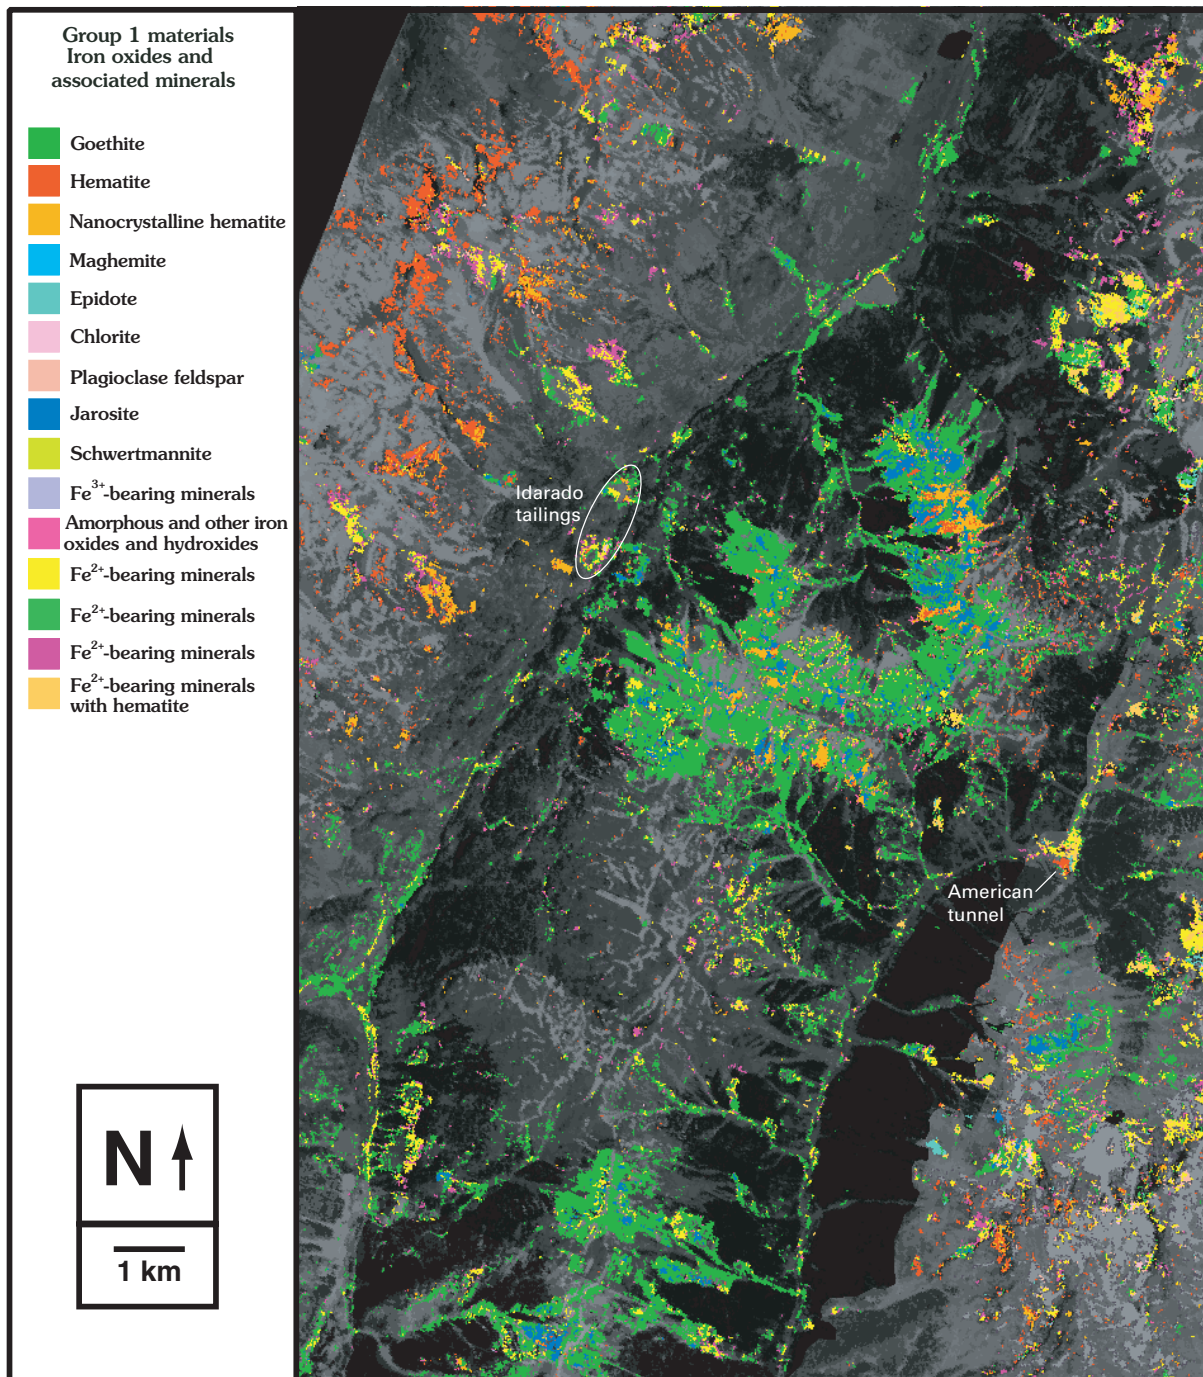 Group 1 materials
Iron oxides and
associated minerals
Goethite
Hematite
Nanocrystalline hematite
Maghemite
Epidote
Chlorite
Plagioclase feldspar
Jarosite
Schwertmannite
Fe³⁺-bearing minerals
Amorphous and other iron
oxides and hydroxides
Fe²⁺-bearing minerals
Fe²⁺-bearing minerals
Fe²⁺-bearing minerals
Fe²⁺-bearing minerals
with hematite
N
1 km
Idarado
tailings
American
tunnel